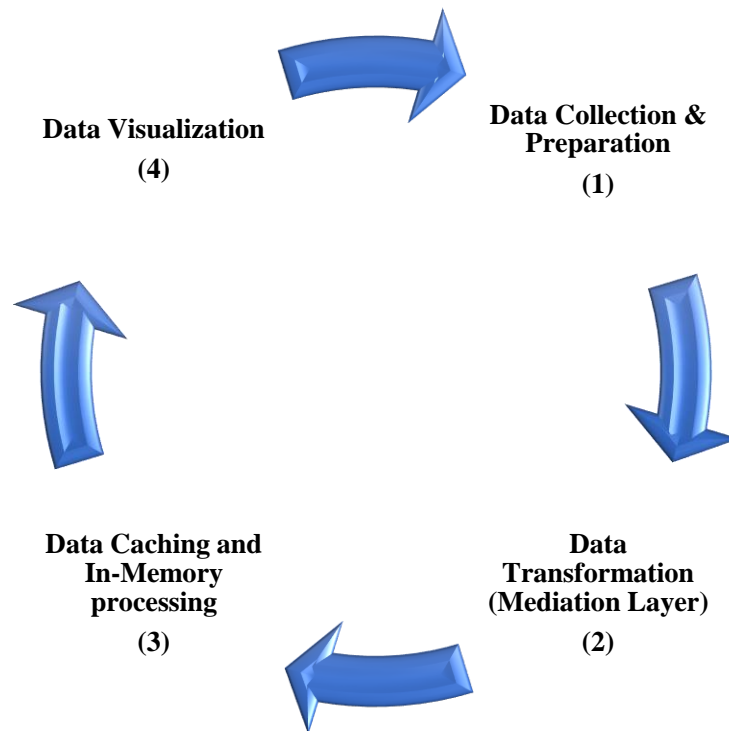 Data Visualization
(4)
Data Collection &
Preparation
(1)
Data Caching and
In-Memory
processing
(3)
Data
Transformation
(Mediation Layer)
(2)